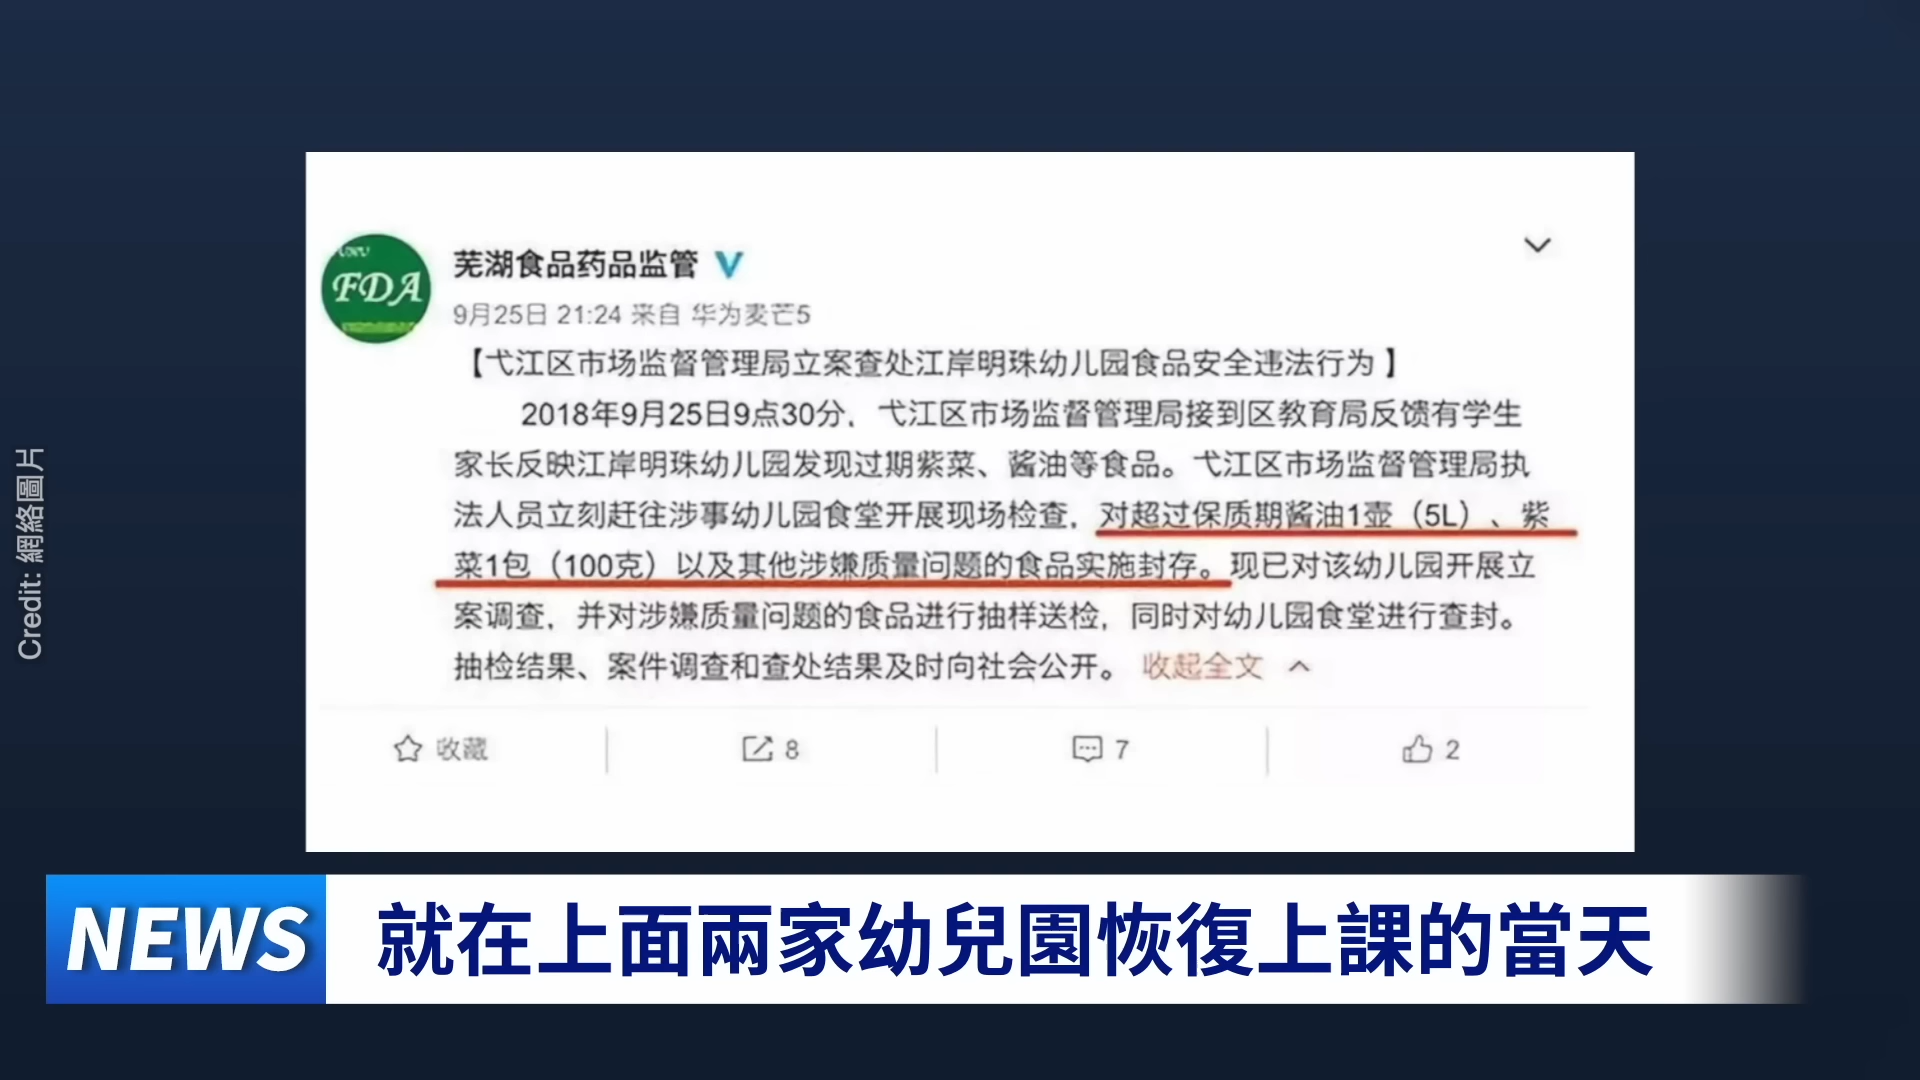 FDA
芜湖食品药品监管
9月25日 21:24 来自 华为麦芒5
【弋江区市场监督管理局立案查处江岸明珠幼儿园食品安全违法行为】
2018年9月25日9点30分，弋江区市场监督管理局接到区教育局反馈有学生
家长反映江岸明珠幼儿园发现过期紫菜、酱油等食品。弋江区市场监督管理局执
法人员立刻赶往涉事幼儿园食堂开展现场检查，对超过保质期酱油1壶（5L）、紫
菜1包（100克）以及其他涉嫌质量问题的食品实施封存。现已对该幼儿园开展立
案调查，并对涉嫌质量问题的食品进行抽样送检，同时对幼儿园食堂进行查封。
抽检结果、案件调查和查处结果及时向社会公开。 收起全文
收藏
8
7
2
Credit: 網絡圖片
NEWS
就在上面兩家幼兒園恢復上課的當天